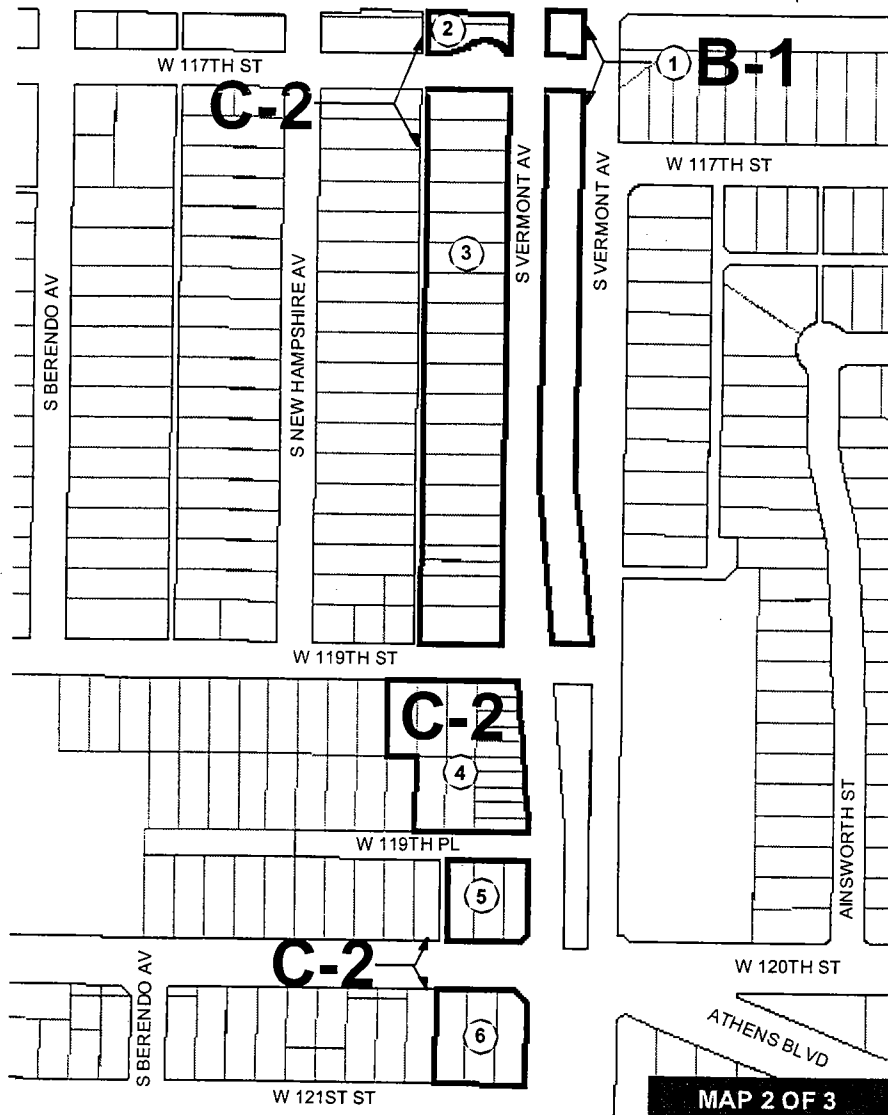 2
W 117TH ST
C-2
1
B-1
W 117TH ST
S VERMONT AV
S VERMONT AV
3
S BERENDO AV
S NEW HAMPSHIRE AV
W 119TH ST
C-2
4
W 119TH PL
5
AINSWORTH ST
C-2
S BERENDO AV
W 120TH ST
6
ATHENS BLVD
W 121ST ST
MAP 2 OF 3